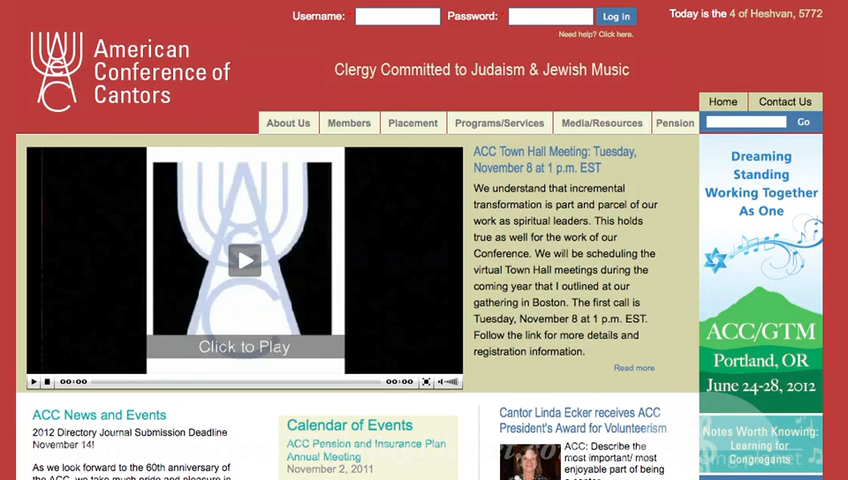 Username:
Password:
Log in
Need help? Click here.
Today is the 4 of Heshvan, 5772
American
Conference of
Cantors
Clergy Committed to Judaism & Jewish Music
Home
Contact Us
About Us
Members
Placement
Programs/Services
Media/Resources
Pension
Go
Click to Play
00:00
00:00
ACC Town Hall Meeting: Tuesday,
November 8 at 1 p.m. EST
We understand that incremental
transformation is part and parcel of our
work as spiritual leaders. This holds
true as well for the work of our
Conference. We will be scheduling the
virtual Town Hall meetings during the
coming year that I outlined at our
gathering in Boston. The first call is
Tuesday, November 8 at 1 p.m. EST.
Follow the link for more details and
registration information.
Read more
Dreaming
Standing
Working Together
As One
ACC/GTM
Portland, OR
June 24-28, 2012
Notes Worth Knowing:
Learning for
Congregants
ACC News and Events
2012 Directory Journal Submission Deadline
November 14!
As we look forward to the 60th anniversary of
the ACC, we take much pride and pleasure in
Calendar of Events
ACC Pension and Insurance Plan
Annual Meeting
November 2, 2011
Cantor Linda Ecker receives ACC
President's Award for Volunteerism
ACC: Describe the
most important/ most
enjoyable part of being
a cantor